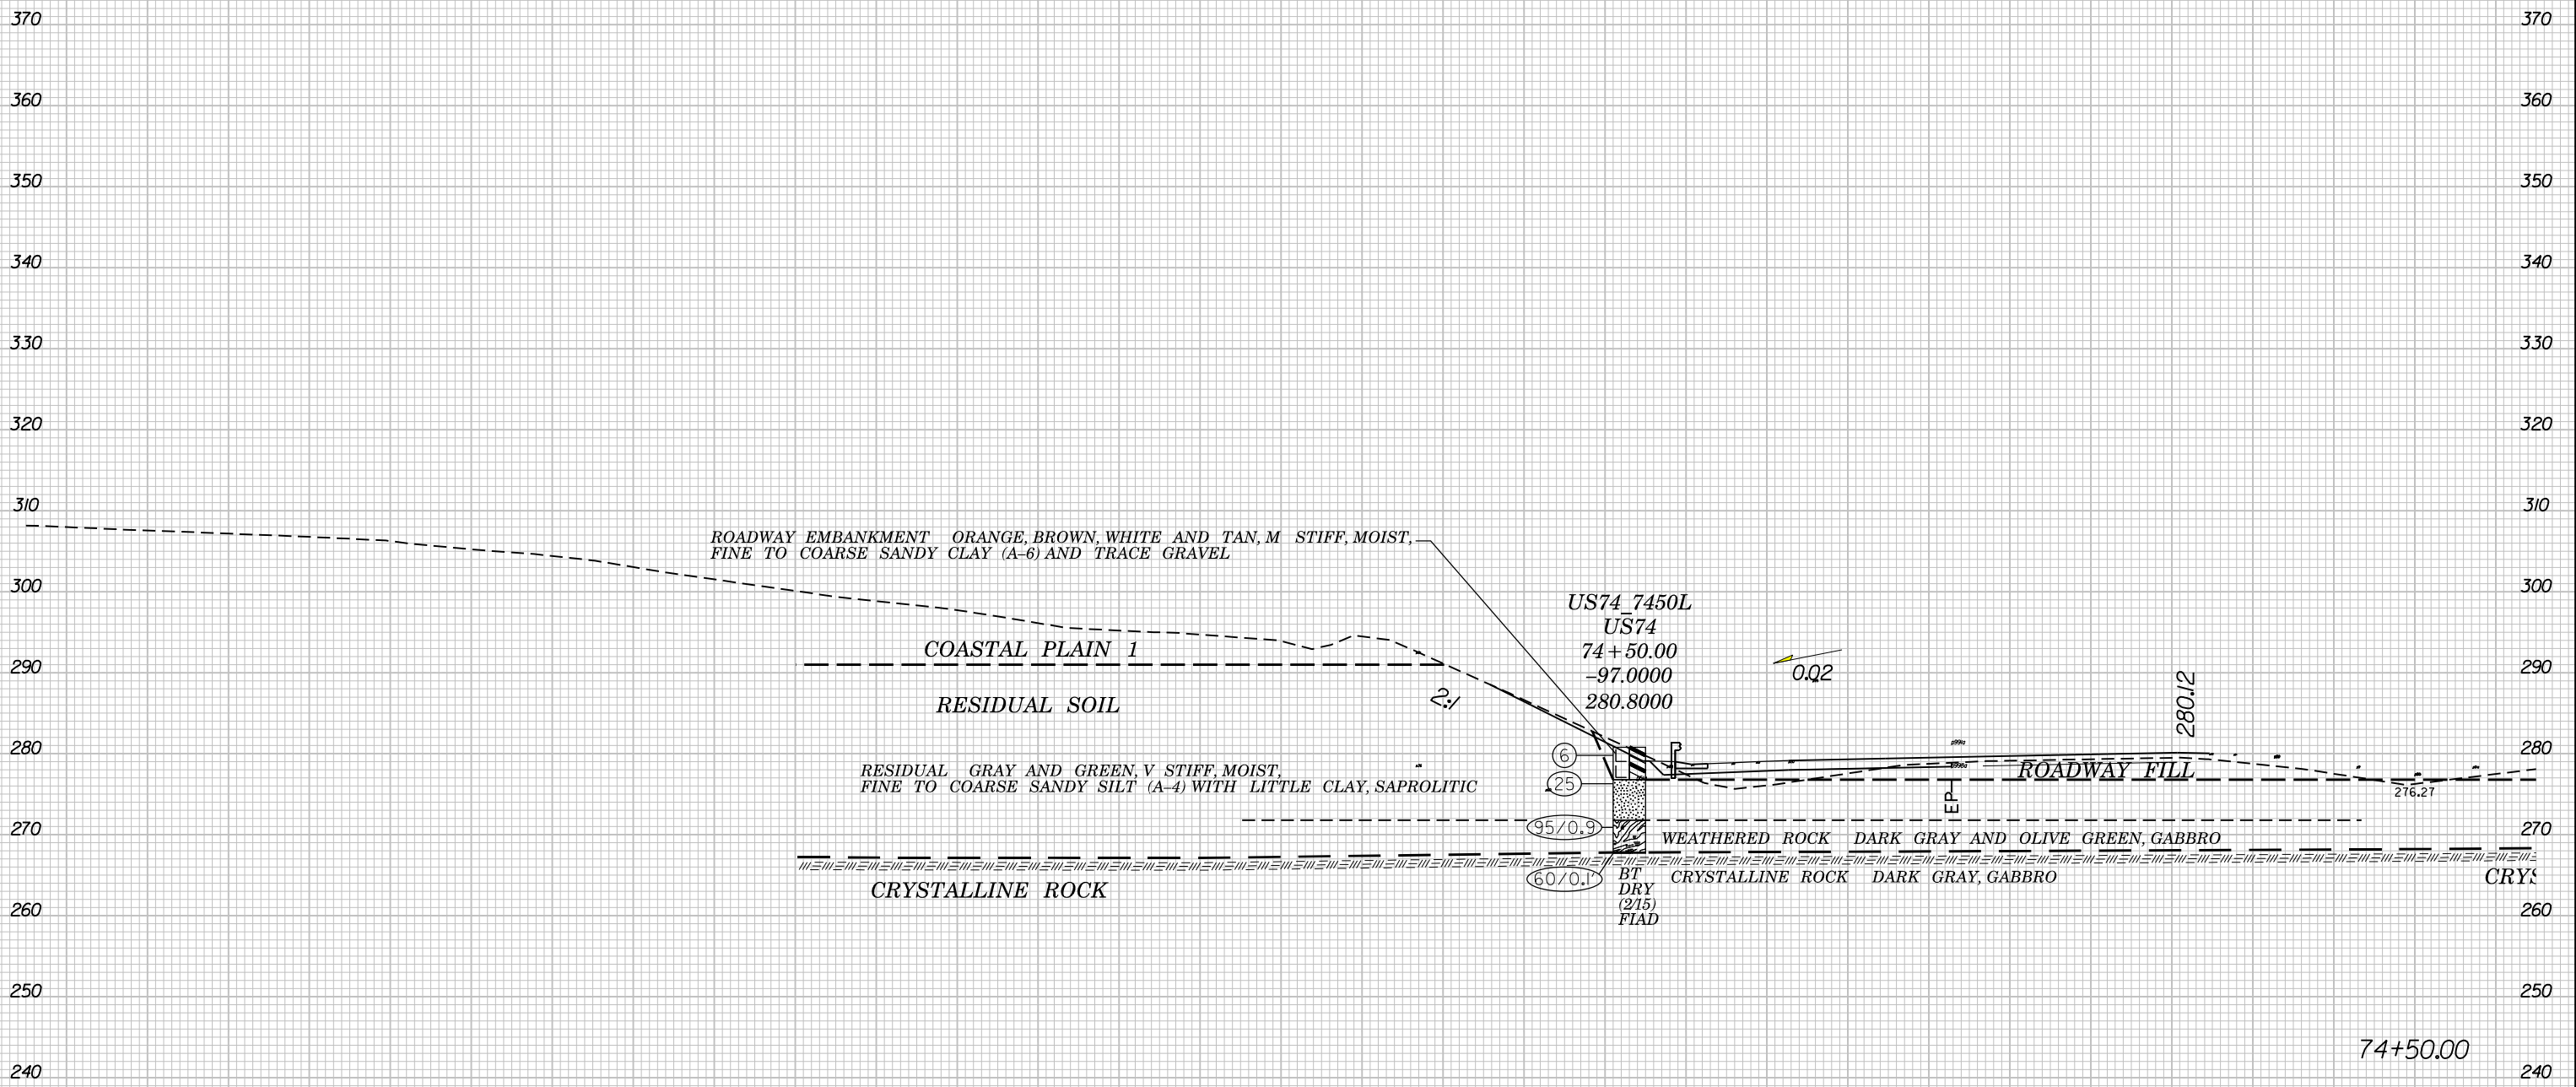 370 370
360 360
350 350
340 340
330 330
320 320
310 310
ROADWAY EMBANKMENT ORANGE, BROWN, WHITE AND TAN, M STIFF, MOIST,
FINE TO COARSE SANDY CLAY (A-6) AND TRACE GRAVEL
300 300
US74_7450L
US74
74+50.00
-97.0000
280.8000
COASTAL PLAIN 1
290 290
0.02
RESIDUAL SOIL
2:1
280.12
280 280
6
RESIDUAL GRAY AND GREEN, V STIFF, MOIST,
FINE TO COARSE SANDY SILT (A-4) WITH LITTLE CLAY, SAPROLITIC
25
ROADWAY FILL
EP
276.27
270 270
95/0.9
WEATHERED ROCK DARK GRAY AND OLIVE GREEN, GABBRO
CRYSTALLINE ROCK
60/0.1
BT
DRY
(2/15)
FIAD
CRYSTALLINE ROCK DARK GRAY, GABBRO
CRYS
260 260
250 250
74+50.00
240 240